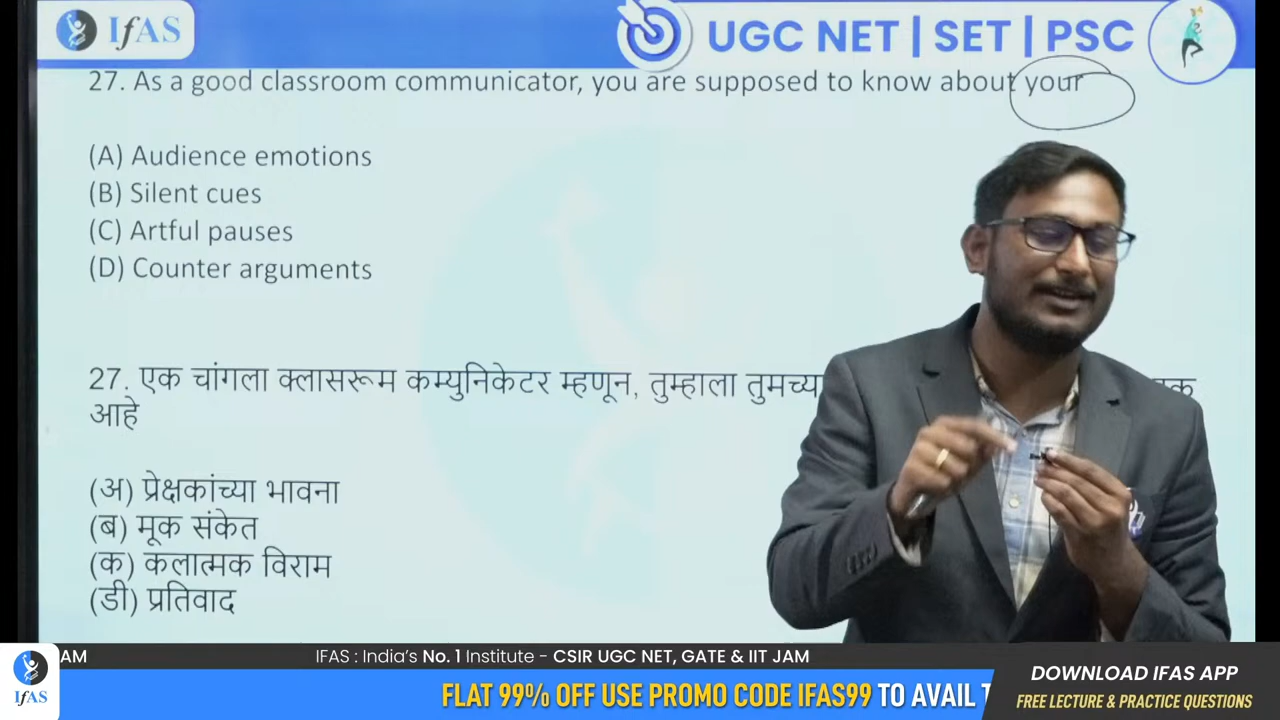 IfAS
UGC NET | SET | PSC
27. As a good classroom communicator, you are supposed to know about your
(A) Audience emotions
(B) Silent cues
(C) Artful pauses
(D) Counter arguments
27. एक चांगला क्लासरूम कम्युनिकेटर म्हणून, तुम्हाला तुमच्या
आहे
(अ) प्रेक्षकांच्या भावना
(ब) मूक संकेत
(क) कलात्मक विराम
(डी) प्रतिवाद
AM IFAS : India's No. 1 Institute - CSIR UGC NET, GATE & IIT JAM
IfAS
FLAT 99% OFF USE PROMO CODE IFAS99 TO AVAIL
DOWNLOAD IFAS APP
FREE LECTURE & PRACTICE QUESTIONS